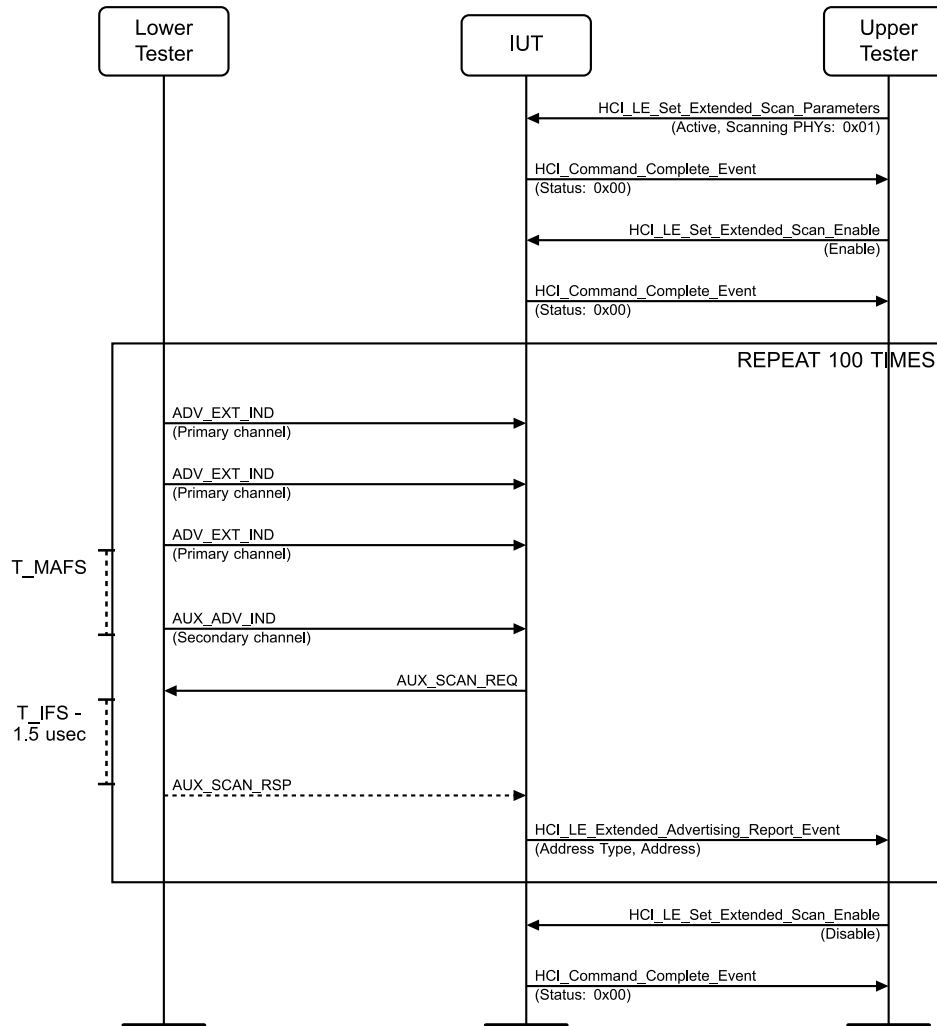 Lower
Tester
IUT
Upper
Tester
HCI_LE_Set_Extended_Scan_Parameters
(Active, Scanning PHYs: 0x01)
HCI_Command_Complete_Event
(Status: 0x00)
HCI_LE_Set_Extended_Scan_Enable
(Enable)
HCI_Command_Complete_Event
(Status: 0x00)
REPEAT 100 TIMES
ADV_EXT_IND
(Primary channel)
ADV_EXT_IND
(Primary channel)
ADV_EXT_IND
(Primary channel)
T_MAFS
AUX_ADV_IND
(Secondary channel)
AUX_SCAN_REQ
T_IFS -
1.5 usec
AUX_SCAN_RSP
HCI_LE_Extended_Advertising_Report_Event
(Address Type, Address)
HCI_LE_Set_Extended_Scan_Enable
(Disable)
HCI_Command_Complete_Event
(Status: 0x00)